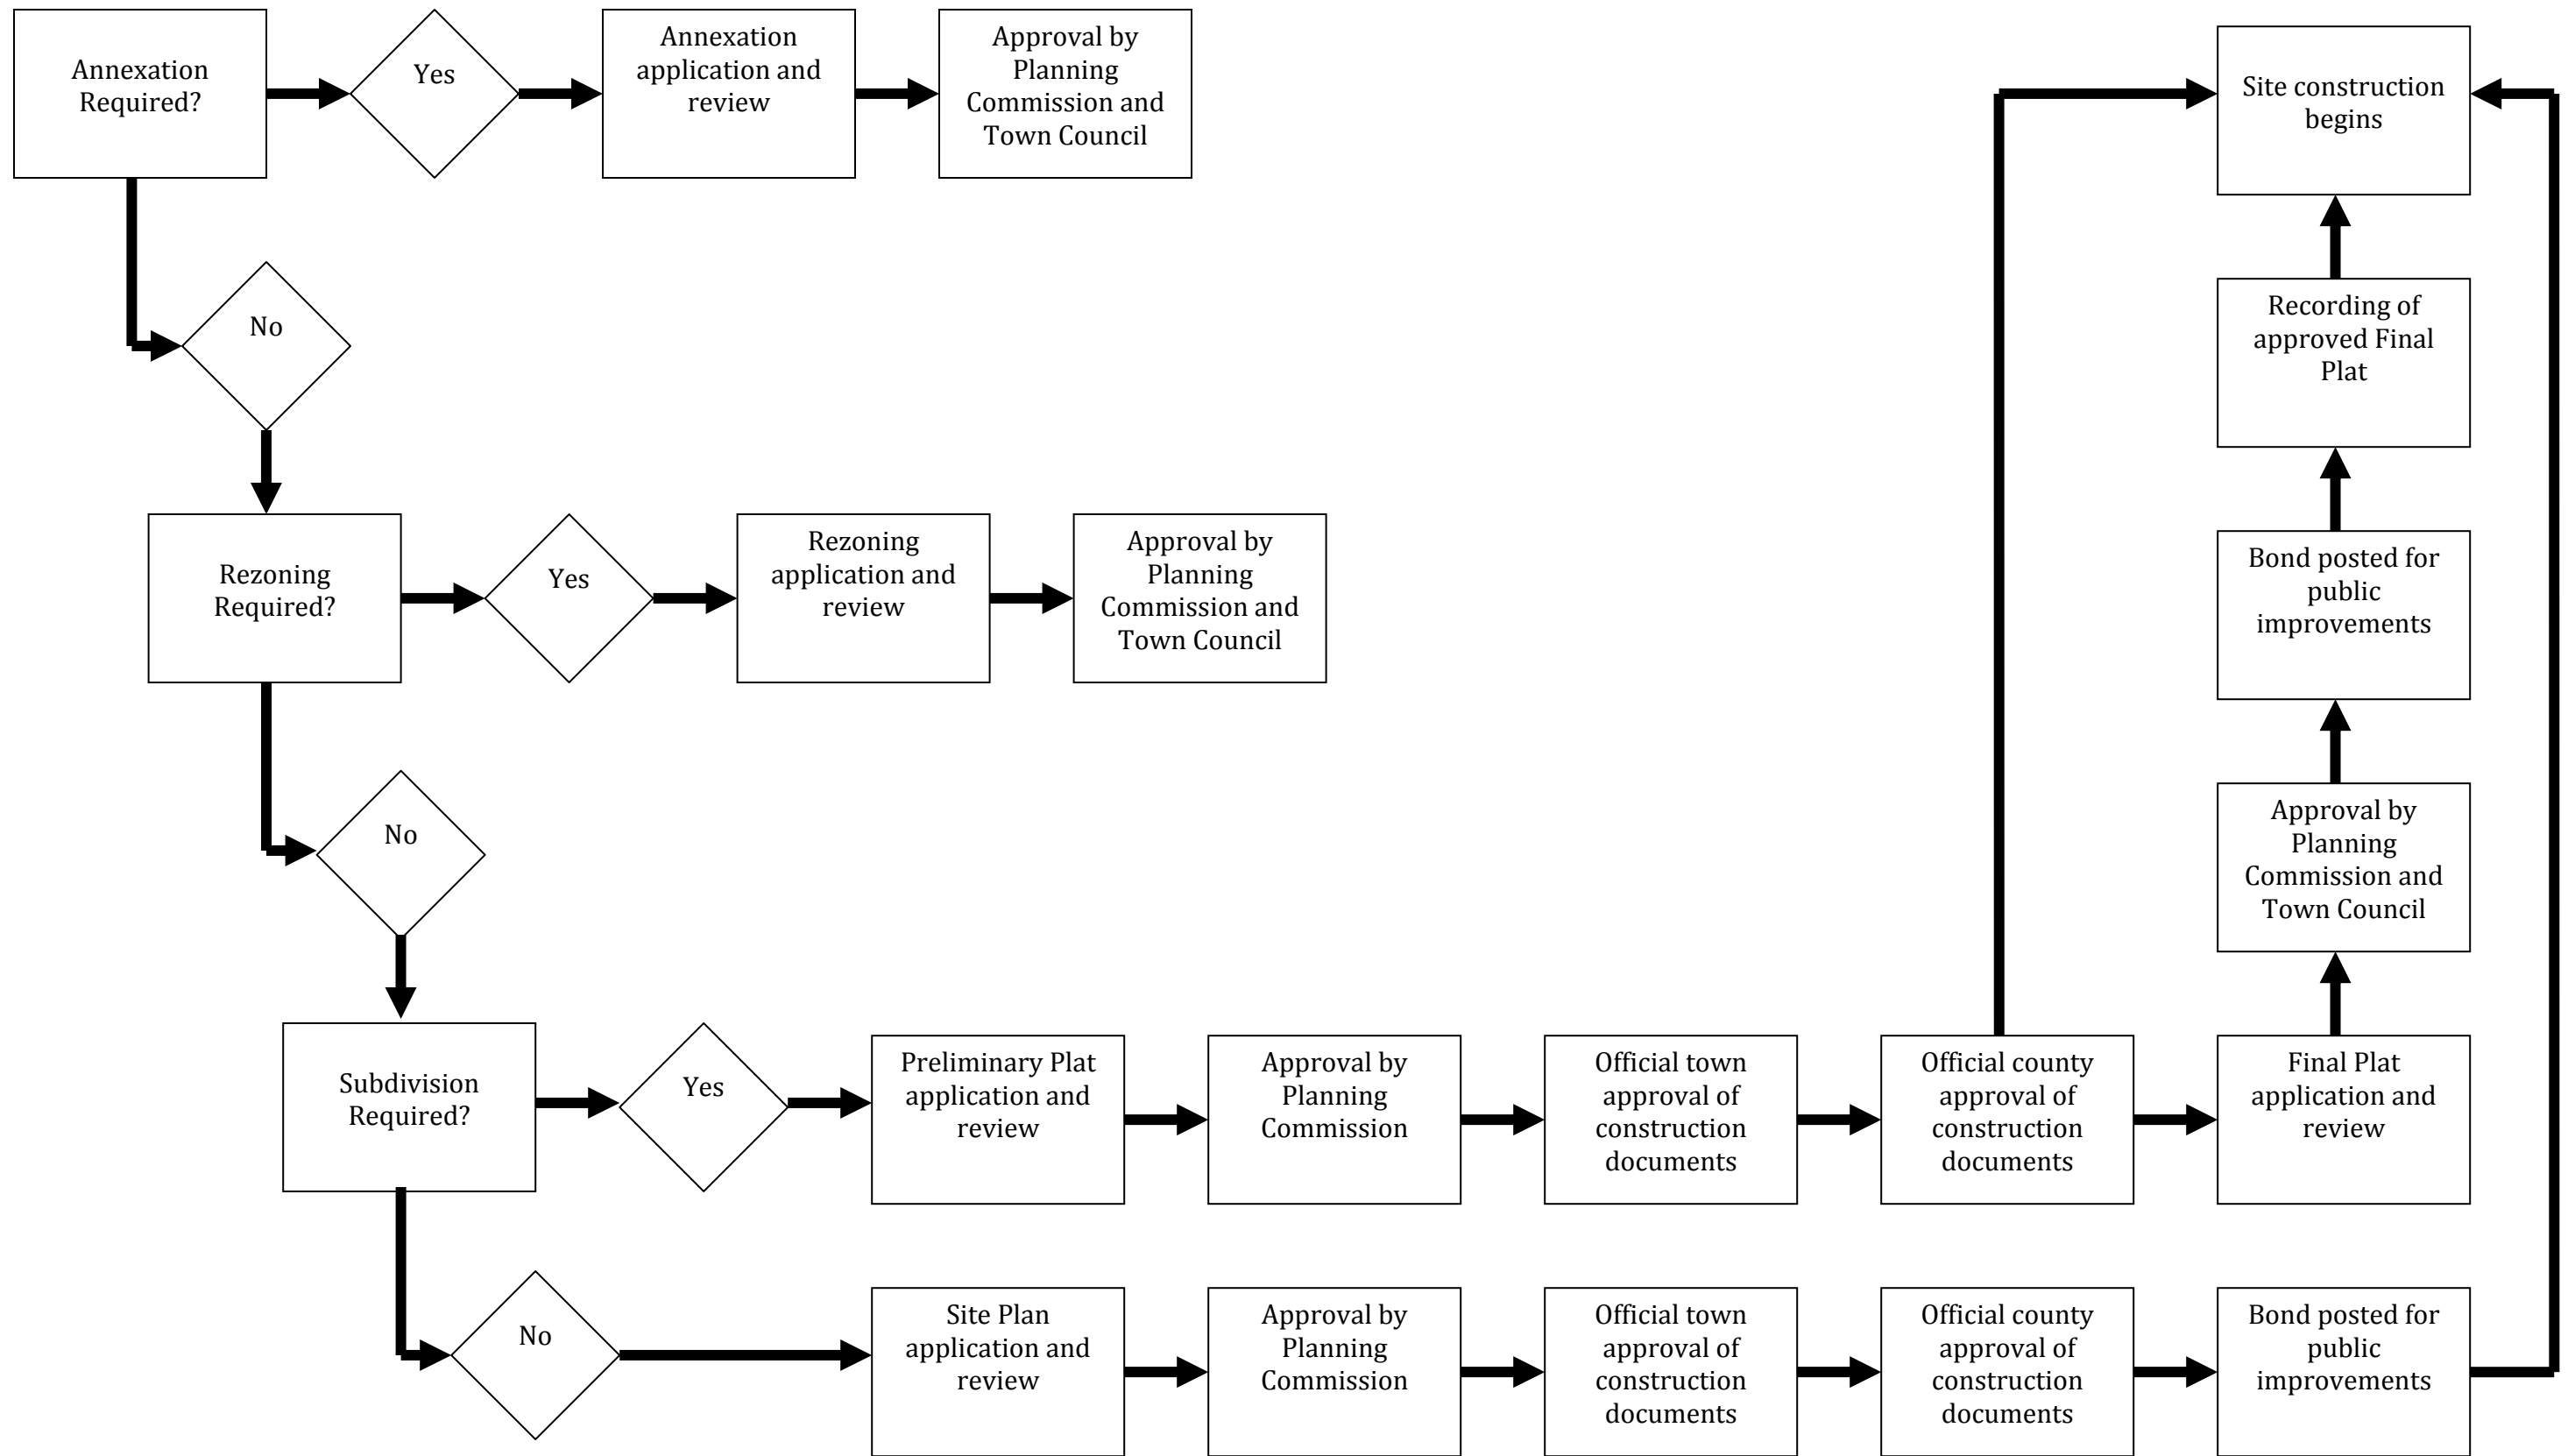 Annexation
Required?
Yes
Annexation
application and
review
Approval by
Planning
Commission and
Town Council
Site construction
begins
No
Recording of
approved Final
Plat
Rezoning
Required?
Yes
Rezoning
application and
review
Approval by
Planning
Commission and
Town Council
Bond posted for
public
improvements
No
Approval by
Planning
Commission and
Town Council
Subdivision
Required?
Yes
Preliminary Plat
application and
review
Approval by
Planning
Commission
Official town
approval of
construction
documents
Official county
approval of
construction
documents
Final Plat
application and
review
No
Site Plan
application and
review
Approval by
Planning
Commission
Official town
approval of
construction
documents
Official county
approval of
construction
documents
Bond posted for
public
improvements